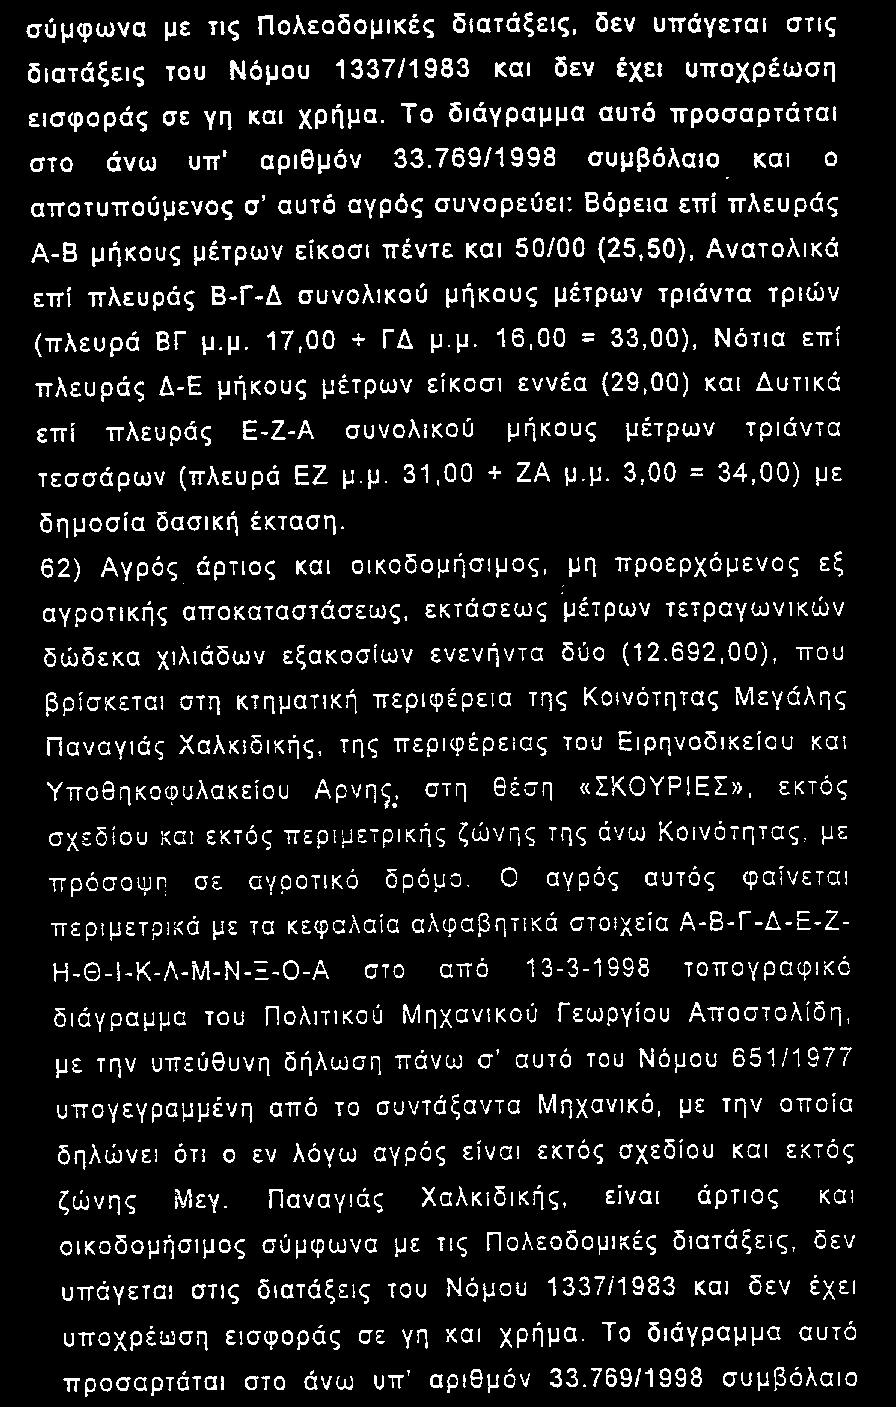 σύμφωνα με τις Πολεοδομικές διατάξεις, δεν υπάγεται στις
διατάξεις του Νόμου 1337/1983 και δεν έχει υποχρέωση
εισφοράς σε γη και χρήμα. Το διάγραμμα αυτό προσαρτάται
στο άνω υπ' αριθμόν 33.769/1998 συμβόλαιο και ο
αποτυπούμενος σ' αυτό αγρός συνορεύει: Βόρεια επί πλευράς
Α-Β μήκους μέτρων είκοσι πέντε και 50/00 (25,50), Ανατολικά
επί πλευράς Β-Γ-Δ συνολικού μήκους μέτρων τριάντα τριών
(πλευρά ΒΓ μ.μ. 17,00 + ΓΔ μ.μ. 16,00 = 33,00), Νότια επί
πλευράς Δ-Ε μήκους μέτρων είκοσι εννέα (29,00) και Δυτικά
επί πλευράς Ε-Ζ-Α συνολικού μήκους μέτρων τριάντα
τεσσάρων (πλευρά ΕΖ μ.μ. 31,00 + ΖΑ μ.μ. 3,00 = 34,00) με
δημοσία δασική έκταση.
62) Αγρός άρτιος και οικοδομήσιμος, μη προερχόμενος εξ
αγροτικής αποκαταστάσεως, εκτάσεως μέτρων τετραγωνικών
δώδεκα χιλιάδων εξακοσίων ενενήντα δύο (12.692,00), που
βρίσκεται στη κτηματική περιφέρεια της Κοινότητας Μεγάλης
Παναγιάς Χαλκιδικής, της περιφέρειας του Ειρηνοδικείου και
Υποθηκοφυλακείου Αρνης, στη θέση «ΣΚΟΥΡΙΕΣ», εκτός
σχεδίου και εκτός περιμετρικής ζώνης της άνω Κοινότητας, με
πρόσοψη σε αγροτικό δρόμο. Ο αγρός αυτός φαίνεται
περιμετρικά με τα κεφαλαία αλφαβητικά στοιχεία Α-Β-Γ-Δ-Ε-Ζ-
Η-Θ-Ι-Κ-Λ-Μ-Ν-Ξ-Ο-Α στο από 13-3-1998 τοπογραφικό
διάγραμμα του Πολιτικού Μηχανικού Γεωργίου Αποστολίδη,
με την υπεύθυνη δήλωση πάνω σ' αυτό του Νόμου 651/1977
υπογεγραμμένη από το συντάξαντα Μηχανικό, με την οποία
δηλώνει ότι ο εν λόγω αγρός είναι εκτός σχεδίου και εκτός
ζώνης Μεγ. Παναγιάς Χαλκιδικής, είναι άρτιος και
οικοδομήσιμος σύμφωνα με τις Πολεοδομικές διατάξεις, δεν
υπάγεται στις διατάξεις του Νόμου 1337/1983 και δεν έχει
υποχρέωση εισφοράς σε γη και χρήμα. Το διάγραμμα αυτό
προσαρτάται στο άνω υπ' αριθμόν 33.769/1998 συμβόλαιο